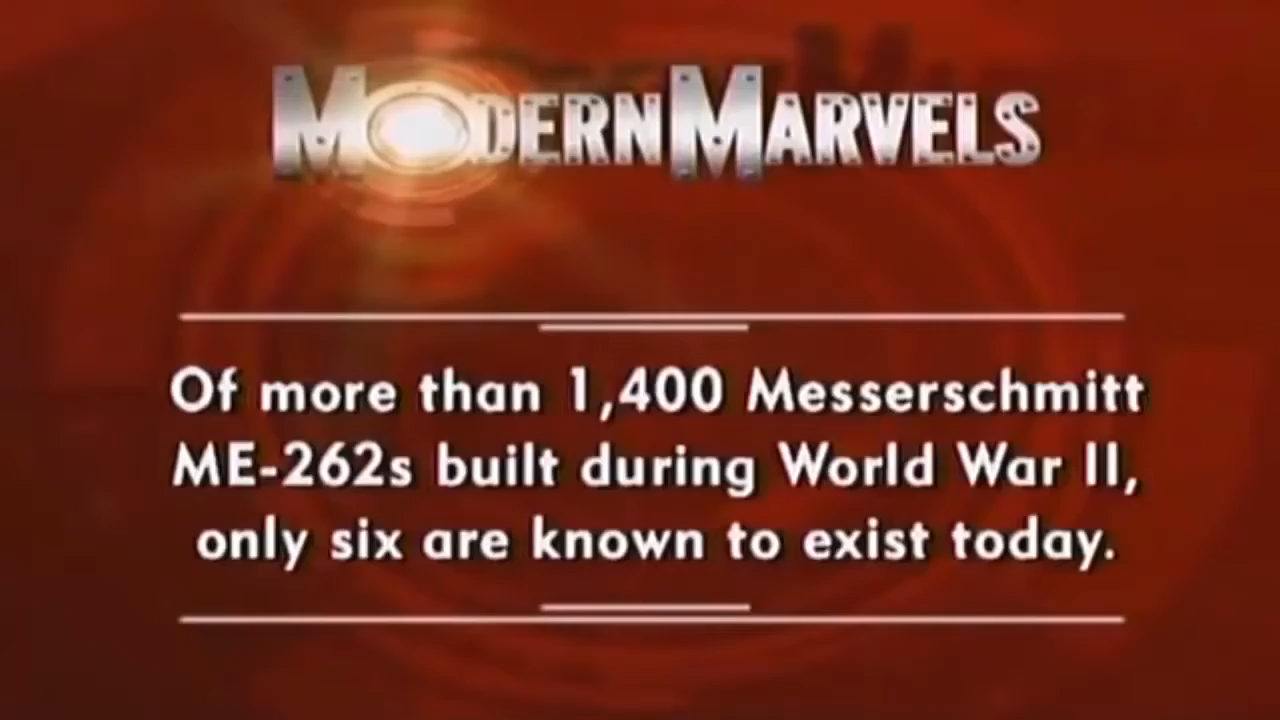 MODERN MARVELS
Of more than 1,400 Messerschmitt
ME-262s built during World War II,
only six are known to exist today.